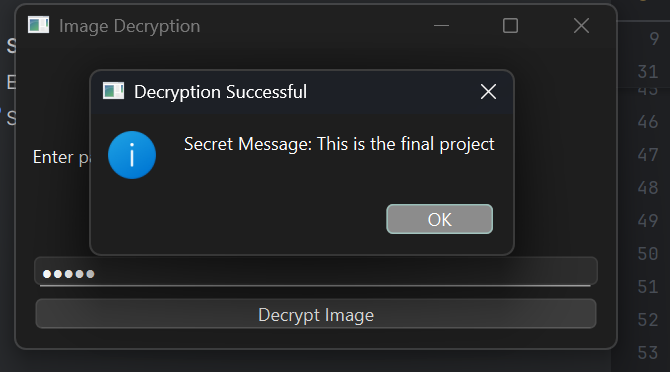 Image Decryption
S
E
S
Decryption Successful
Secret Message: This is the final project
Enter
OK
●●●●●
Decrypt Image
9
31
45
46
47
48
49
50
51
52
53